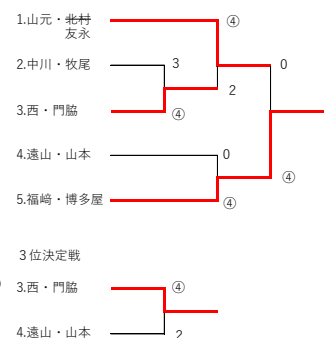 1.山元・北村 ④
友永
0
2.中川・牧尾 3
2
3.西・門脇 ④
4.遠山・山本 0
④
5.福﨑・博多屋 ④
３位決定戦
3.西・門脇 ④
4.遠山・山本 2